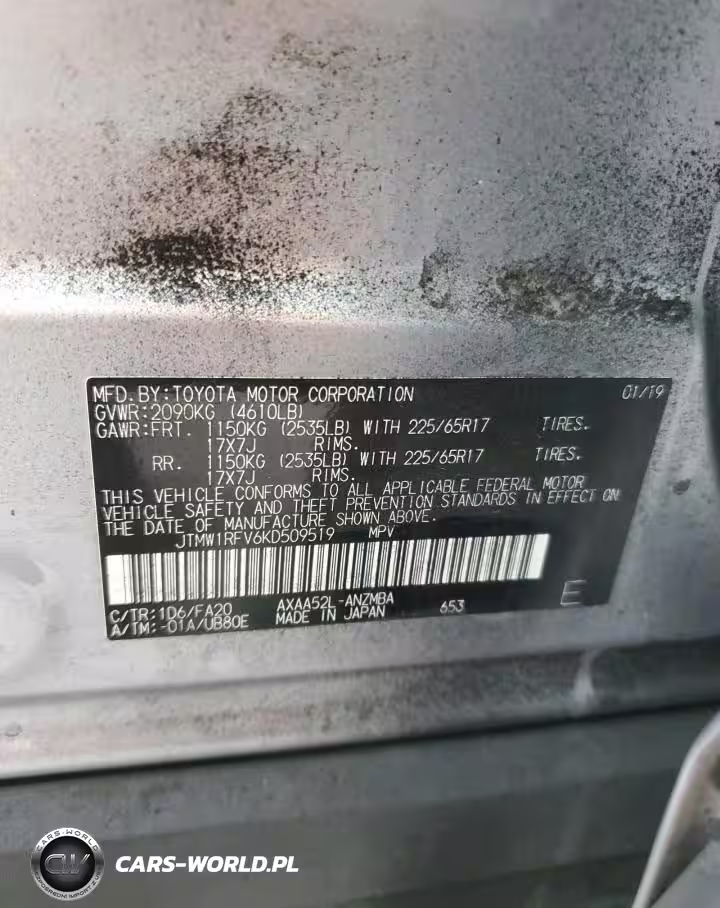 MFD.BY:TOYOTA MOTOR CORPORATION 01/19
GVWR:2090KG (4610LB)
GAWR:FRT. 1150KG (2535LB) WITH 225/65R17 TIRES.
17X7J RIMS.
RR. 1150KG (2535LB) WITH 225/65R17 TIRES.
17X7J RIMS.
THIS VEHICLE CONFORMS TO ALL APPLICABLE FEDERAL MOTOR
VEHICLE SAFETY AND THEFT PREVENTION STANDARDS IN EFFECT ON
THE DATE OF MANUFACTURE SHOWN ABOVE.
JTMW1RFV6KD509519 MPV
C/TR:1D6/FA20 AXAA52L-ANZMBA 653 E
A/TM:-01A/UB80E MADE IN JAPAN
CARS-WORLD
CW
CARS-WORLD.PL